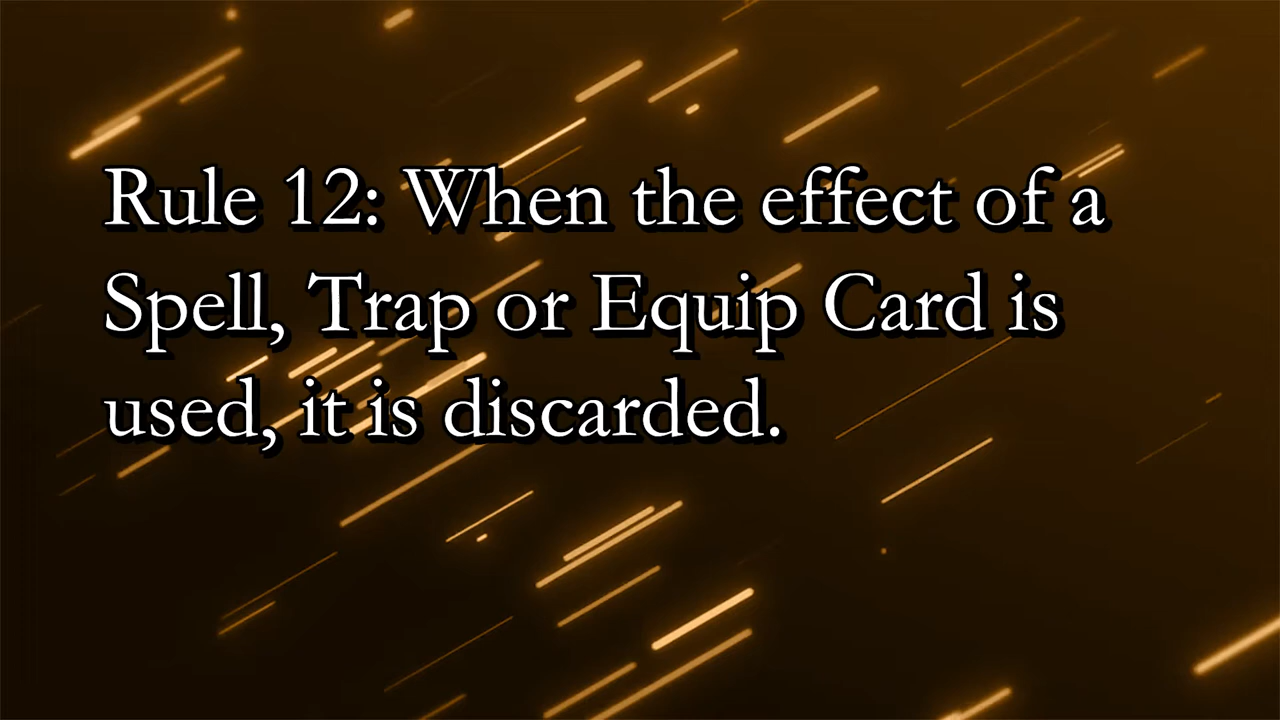 Rule 12: When the effect of a
Spell, Trap or Equip Card is
used, it is discarded.